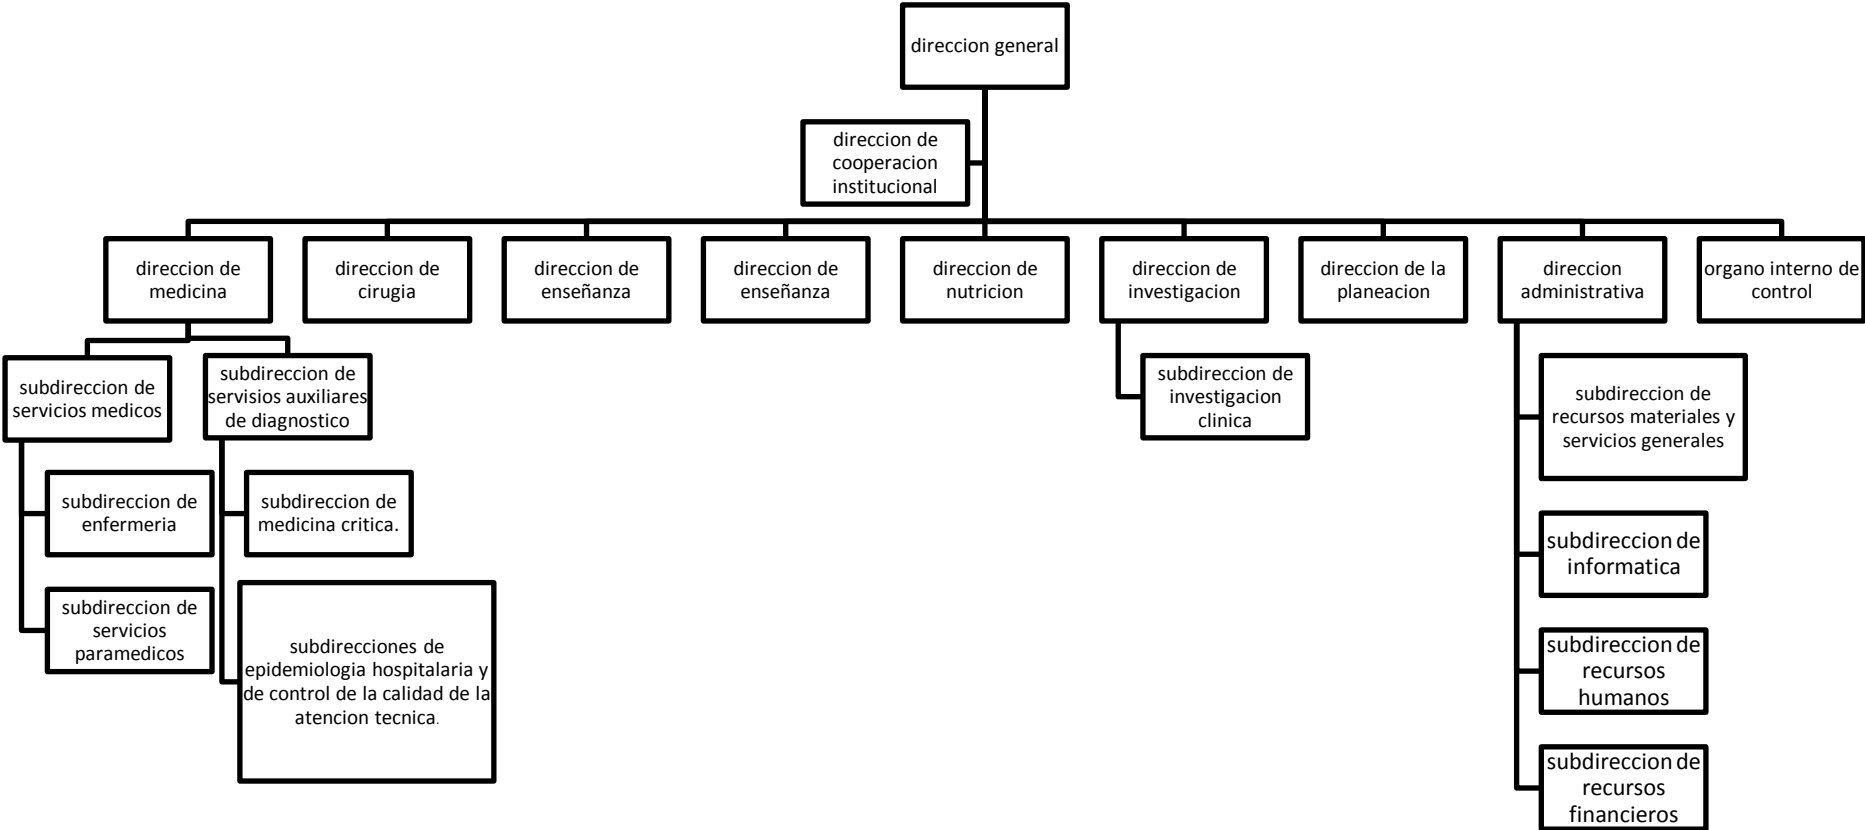 direccion general
direccion de
cooperacion
institucional
direccion de
medicina
direccion de
cirugia
direccion de
enseñanza
direccion de
enseñanza
direccion de
nutricion
direccion de
investigacion
direccion de la
planeacion
direccion
administrativa
organo interno de
control
subdireccion de
servicios medicos
subdireccion de
servisios auxiliares
de diagnostico
subdireccion de
enfermeria
subdireccion de
servicios
paramedicos
subdireccion de
medicina critica.
subdirecciones de
epidemiologia hospitalaria y
de control de la calidad de la
atencion tecnica.
subdireccion de
investigacion
clinica
subdireccion de
recursos materiales y
servicios generales
subdireccion de
informatica
subdireccion de
recursos
humanos
subdireccion de
recursos
financieros